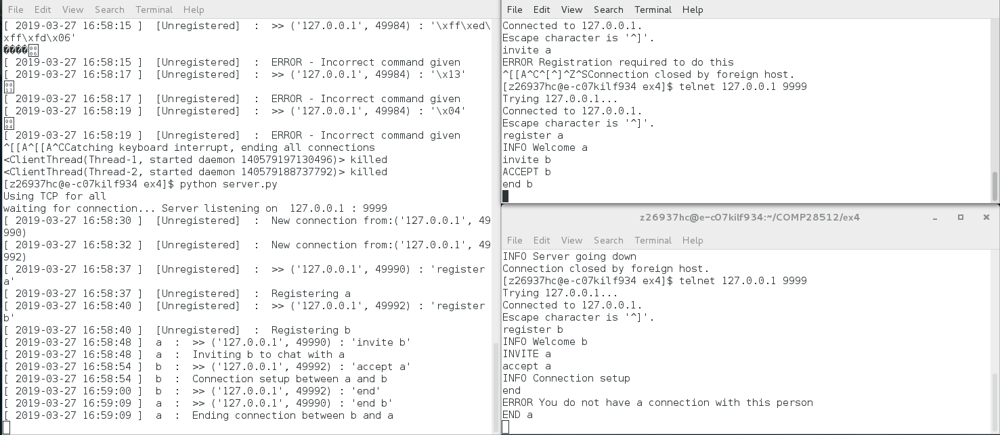 File Edit View Search Terminal Help
[ 2019-03-27 16:58:15 ]  [Unregistered]  :  >> ('127.0.0.1', 49984) : '\xff\xed\
xff\xfd\x06'
����
[ 2019-03-27 16:58:15 ]  [Unregistered]  :  ERROR - Incorrect command given
[ 2019-03-27 16:58:17 ]  [Unregistered]  :  >> ('127.0.0.1', 49984) : '\x13'
[ 2019-03-27 16:58:17 ]  [Unregistered]  :  ERROR - Incorrect command given
[ 2019-03-27 16:58:19 ]  [Unregistered]  :  >> ('127.0.0.1', 49984) : '\x04'
[ 2019-03-27 16:58:19 ]  [Unregistered]  :  ERROR - Incorrect command given
^[[A^[[A^CCatching keyboard interrupt, ending all connections
<ClientThread(Thread-1, started daemon 140579197130496)> killed
<ClientThread(Thread-2, started daemon 140579188737792)> killed
[z26937hc@e-c07kilf934 ex4]$ python server.py
Using TCP for all
waiting for connection... Server listening on  127.0.0.1 : 9999
[ 2019-03-27 16:58:30 ]  [Unregistered]  :  New connection from:('127.0.0.1', 49
990)
[ 2019-03-27 16:58:32 ]  [Unregistered]  :  New connection from:('127.0.0.1', 49
992)
[ 2019-03-27 16:58:37 ]  [Unregistered]  :  >> ('127.0.0.1', 49990) : 'register
a'
[ 2019-03-27 16:58:37 ]  [Unregistered]  :  Registering a
[ 2019-03-27 16:58:40 ]  [Unregistered]  :  >> ('127.0.0.1', 49992) : 'register
b'
[ 2019-03-27 16:58:40 ]  [Unregistered]  :  Registering b
[ 2019-03-27 16:58:48 ]  a  :  >> ('127.0.0.1', 49990) : 'invite b'
[ 2019-03-27 16:58:48 ]  a  :  Inviting b to chat with a
[ 2019-03-27 16:58:54 ]  b  :  >> ('127.0.0.1', 49992) : 'accept a'
[ 2019-03-27 16:58:54 ]  b  :  Connection setup between a and b
[ 2019-03-27 16:59:00 ]  b  :  >> ('127.0.0.1', 49992) : 'end'
[ 2019-03-27 16:59:09 ]  a  :  >> ('127.0.0.1', 49990) : 'end b'
[ 2019-03-27 16:59:09 ]  a  :  Ending connection between b and a
File Edit View Search Terminal Help
Connected to 127.0.0.1.
Escape character is '^]'.
invite a
ERROR Registration required to do this
^[[A^C^[^]^Z^SConnection closed by foreign host.
[z26937hc@e-c07kilf934 ex4]$ telnet 127.0.0.1 9999
Trying 127.0.0.1...
Connected to 127.0.0.1.
Escape character is '^]'.
register a
INFO Welcome a
invite b
ACCEPT b
end b
z26937hc@e-c07kilf934:~/COMP28512/ex4
File Edit View Search Terminal Help
INFO Server going down
Connection closed by foreign host.
[z26937hc@e-c07kilf934 ex4]$ telnet 127.0.0.1 9999
Trying 127.0.0.1...
Connected to 127.0.0.1.
Escape character is '^]'.
register b
INFO Welcome b
INVITE a
accept a
INFO Connection setup
end
ERROR You do not have a connection with this person
END a